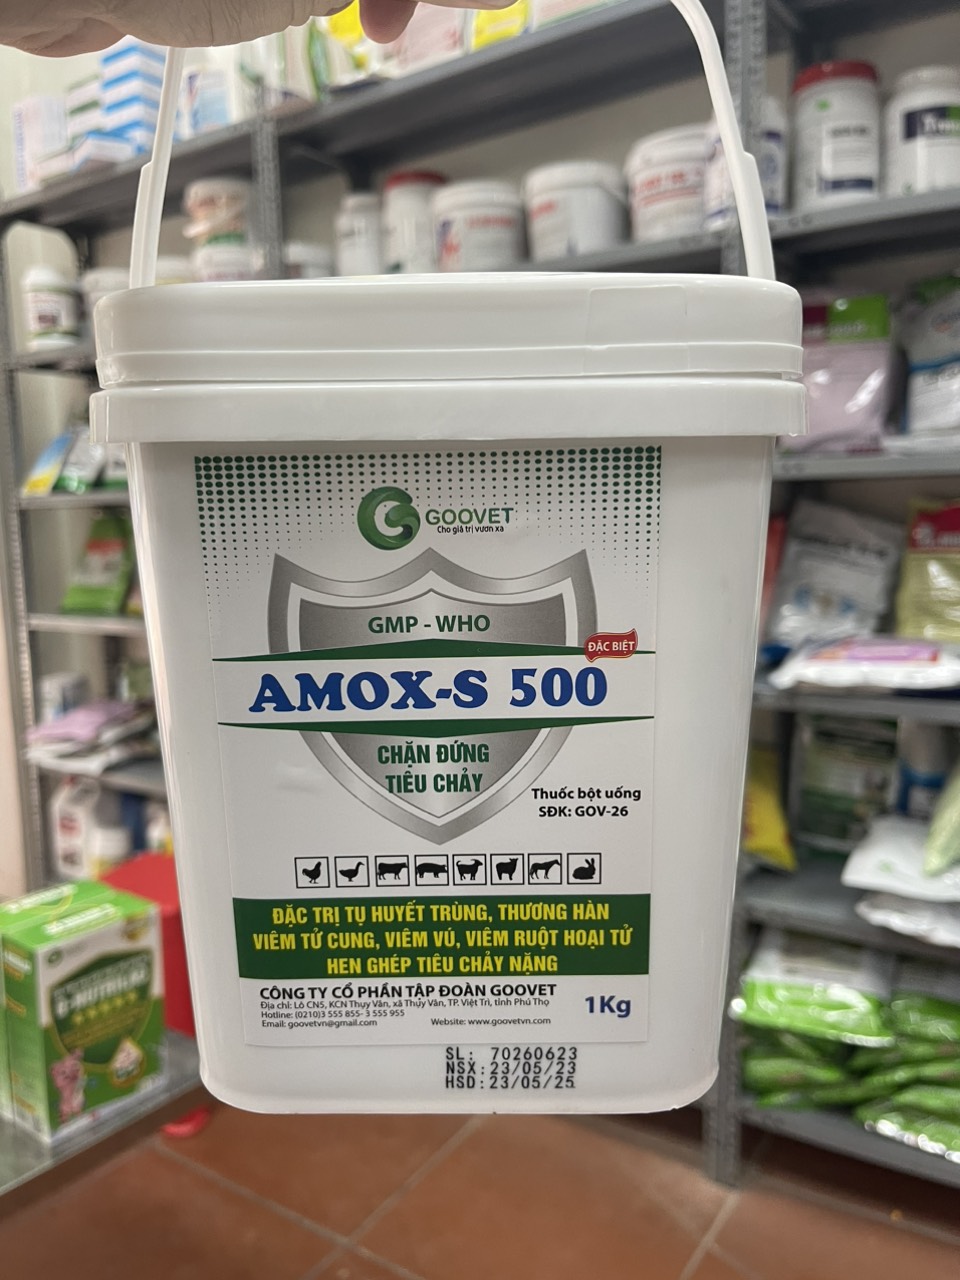 GOOVET
Cho giá trị vươn xa
GMP - WHO
ĐẶC BIỆT
AMOX-S 500
CHẶN ĐỨNG
TIÊU CHẢY
Thuốc bột uống
SĐK: GOV-26
ĐẶC TRỊ TỤ HUYẾT TRÙNG, THƯƠNG HÀN
VIÊM TỬ CUNG, VIÊM VÚ, VIÊM RUỘT HOẠI TỬ
HEN GHÉP TIÊU CHẢY NẶNG
CÔNG TY CỔ PHẦN TẬP ĐOÀN GOOVET
Địa chỉ: Lô CN5, KCN Thụy Vân, xã Thụy Vân, TP. Việt Trì, tỉnh Phú Thọ
Hotline: (0210)3 555 855- 3 555 955
Email: goovetvn@gmail.com Website: www.goovetvn.com
1Kg
SL: 70260623
NSX: 23/05/23
HSD: 23/05/25